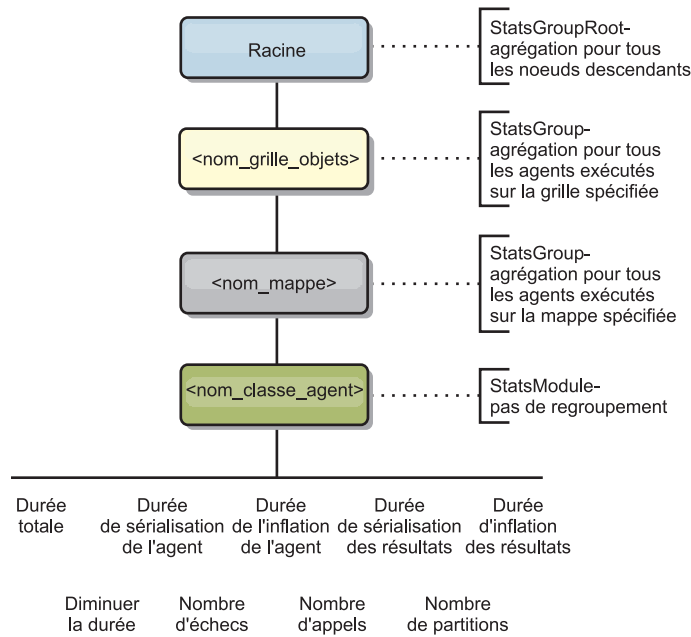 Racine
StatsGroupRoot-
agrégation pour tous
les noeuds descendants
<nom_grille_objets>
StatsGroup-
agrégation pour tous
les agents exécutés
sur la grille spécifiée
<nom_mappe>
StatsGroup-
agrégation pour tous
les agents exécutés
sur la mappe spécifiée
<nom_classe_agent>
StatsModule-
pas de regroupement
Durée
totale
Durée
de sérialisation
de l'agent
Durée
de l'inflation
de l'agent
Durée
de sérialisation
des résultats
Durée
d'inflation
des résultats
Diminuer
la durée
Nombre
d'échecs
Nombre
d'appels
Nombre
de partitions